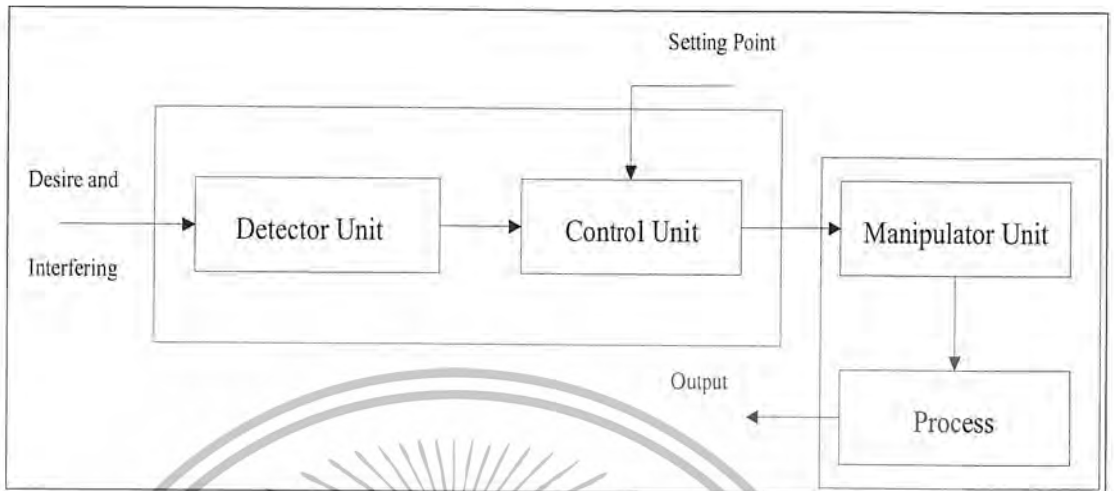 Setting Point
Desire and
Interfering
Detector Unit
Control Unit
Manipulator Unit
Output
Process